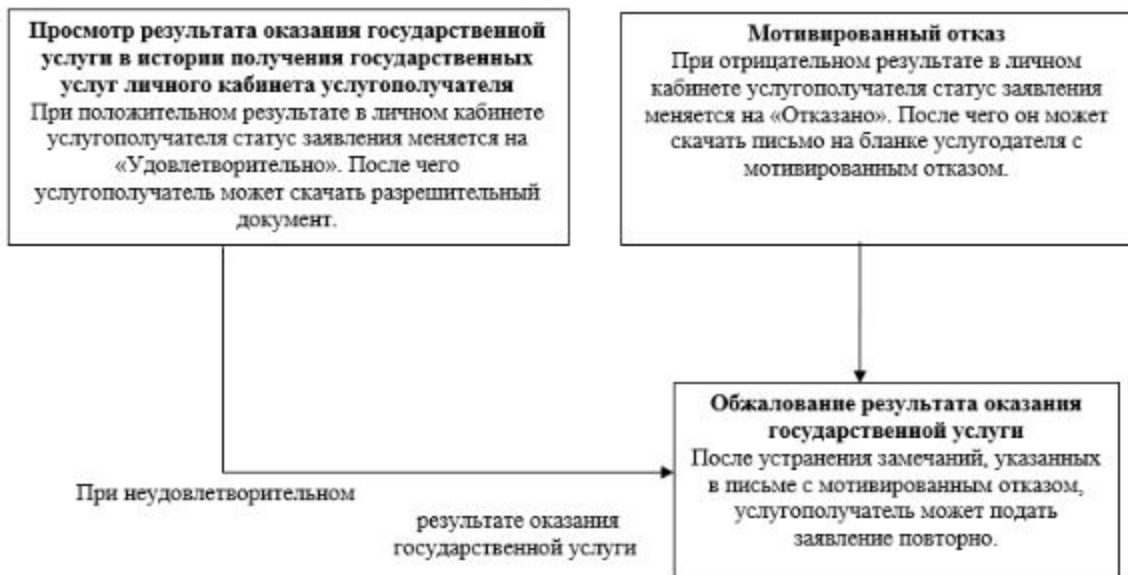 Просмотр результата оказания государственной
услуги в истории получения государственных
услуг личного кабинета услугополучателя
При положительном результате в личном кабинете
услугополучателя статус заявления меняется на
«Удовлетворительно». После чего
услугополучатель может скачать разрешительный
документ.
Мотивированный отказ
При отрицательном результате в личном
кабинете услугополучателя статус заявления
меняется на «Отказано». После чего он может
скачать письмо на бланке услугодателя с
мотивированным отказом.
Обжалование результата оказания
государственной услуги
После устранения замечаний, указанных
в письме с мотивированным отказом,
услугополучатель может подать
заявление повторно.
При неудовлетворительном
результате оказания
государственной услуги